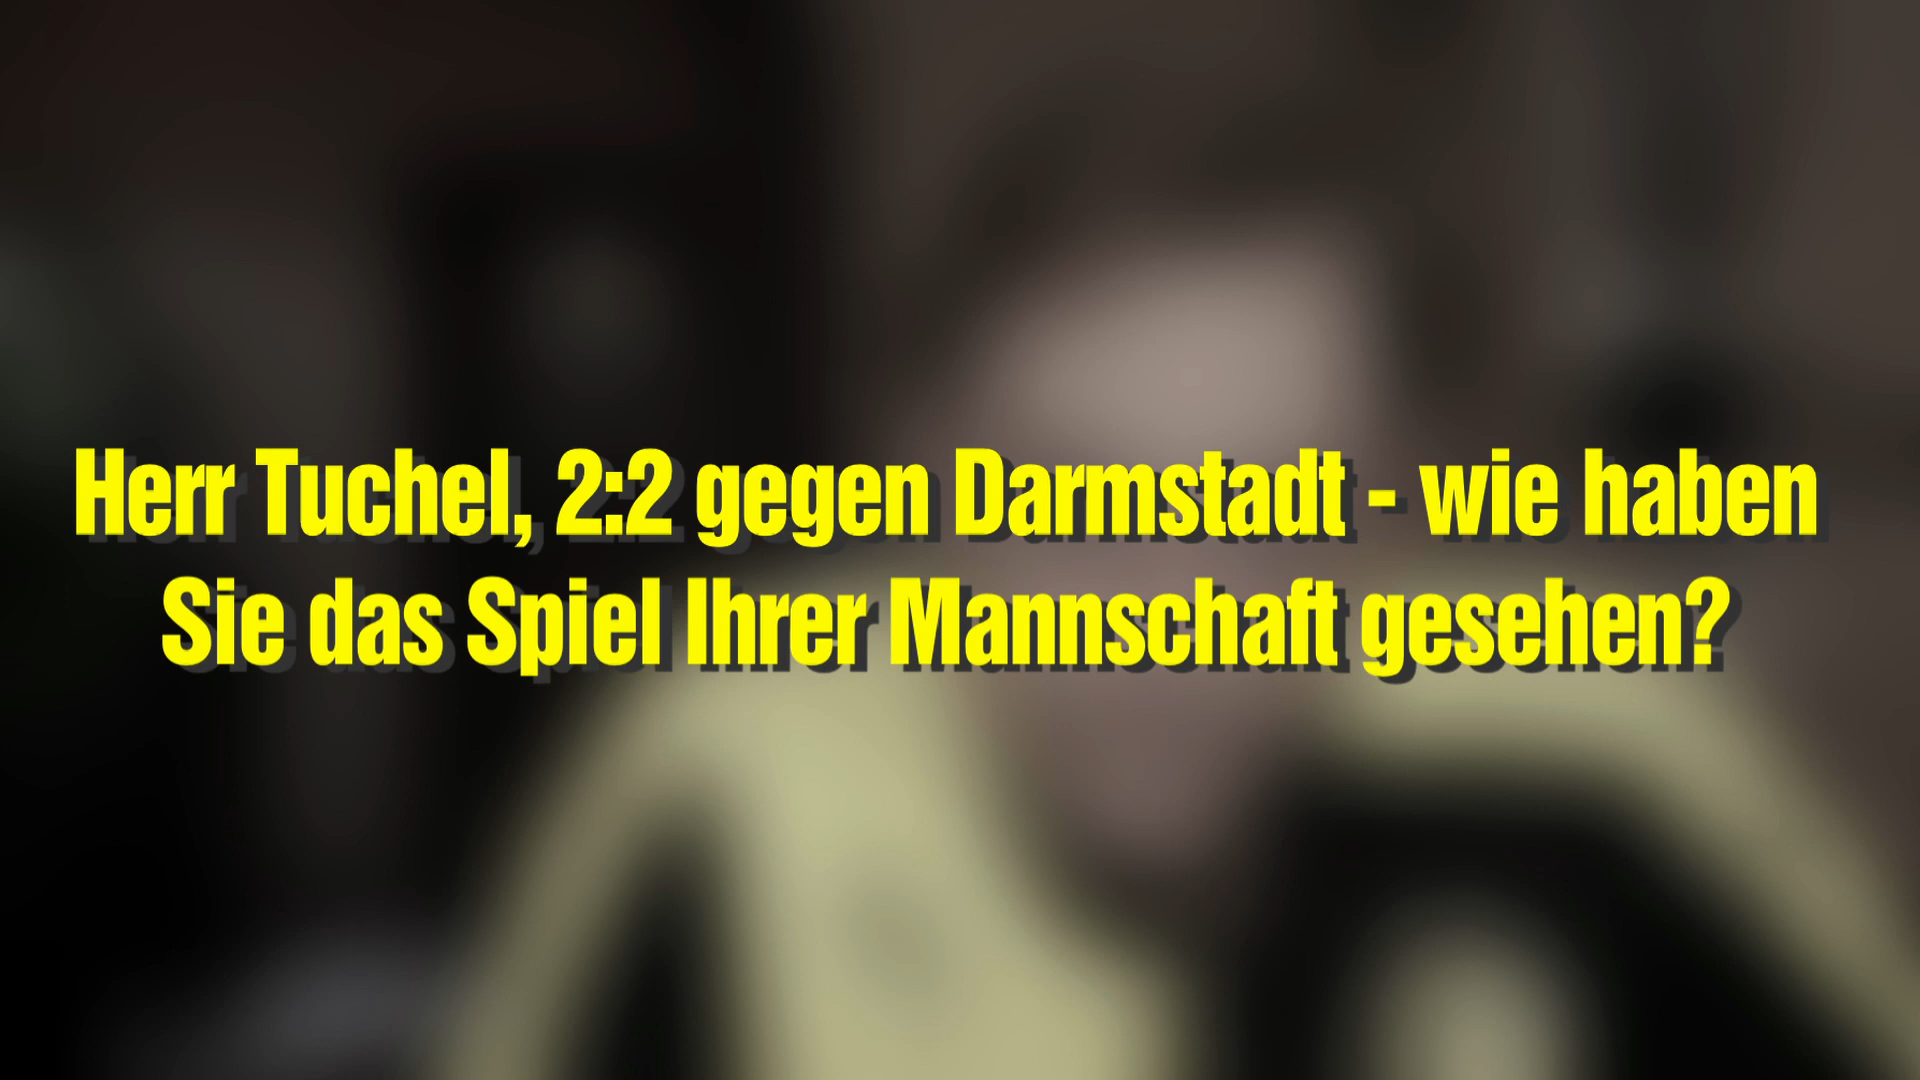 Herr Tuchel, 2:2 gegen Darmstadt - wie haben
Sie das Spiel Ihrer Mannschaft gesehen?